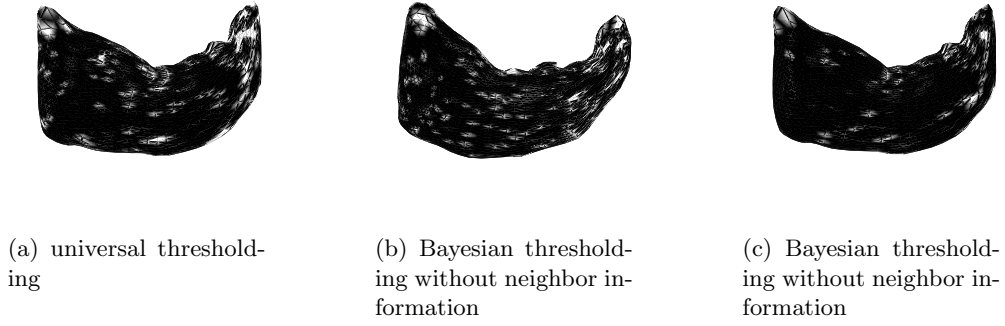 (a) universal threshold-
ing
(b) Bayesian threshold-
ing without neighbor in-
formation
(c) Bayesian threshold-
ing without neighbor in-
formation